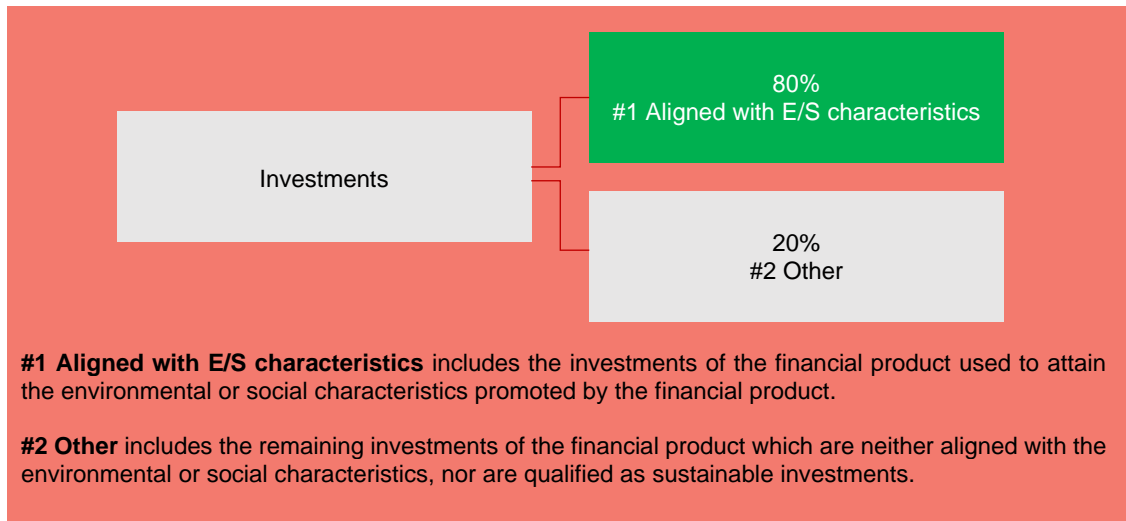 80%
#1 Aligned with E/S characteristics
Investments
20%
#2 Other
#1 Aligned with E/S characteristics includes the investments of the financial product used to attain
the environmental or social characteristics promoted by the financial product.
#2 Other includes the remaining investments of the financial product which are neither aligned with the
environmental or social characteristics, nor are qualified as sustainable investments.